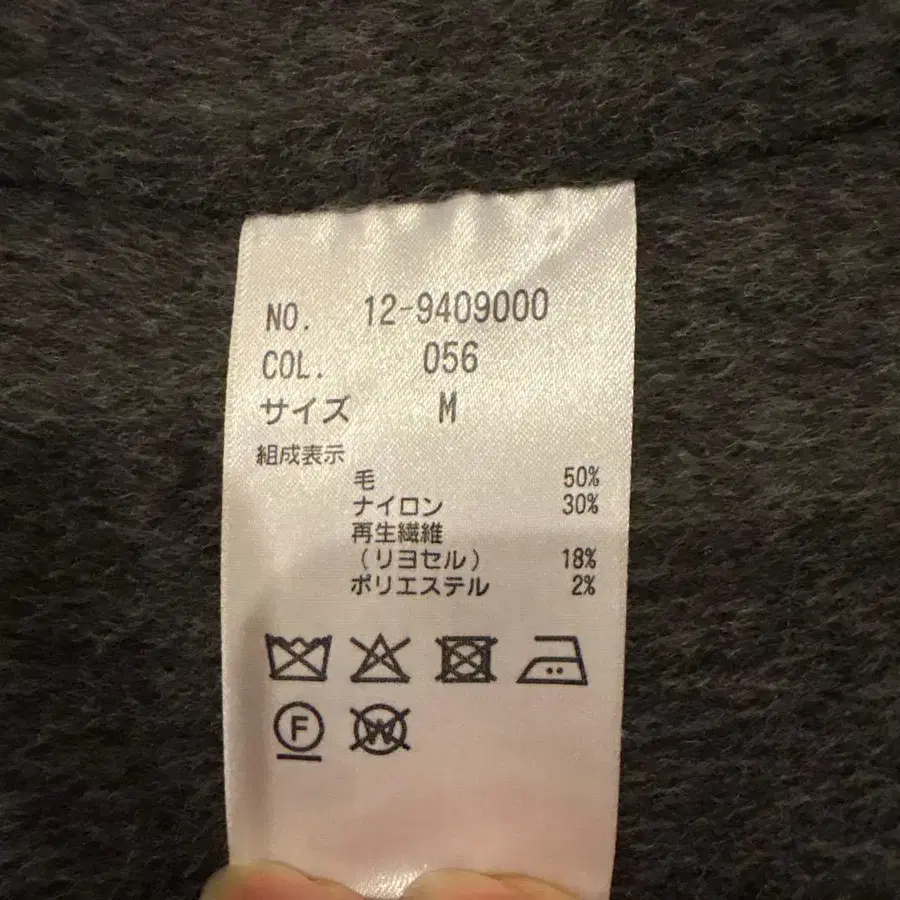 NO. 12-9409000
COL. 056
サイズ M
組成表示
毛 50%
ナイロン 30%
再生繊維
(リヨセル) 18%
ポリエステル 2%
F W